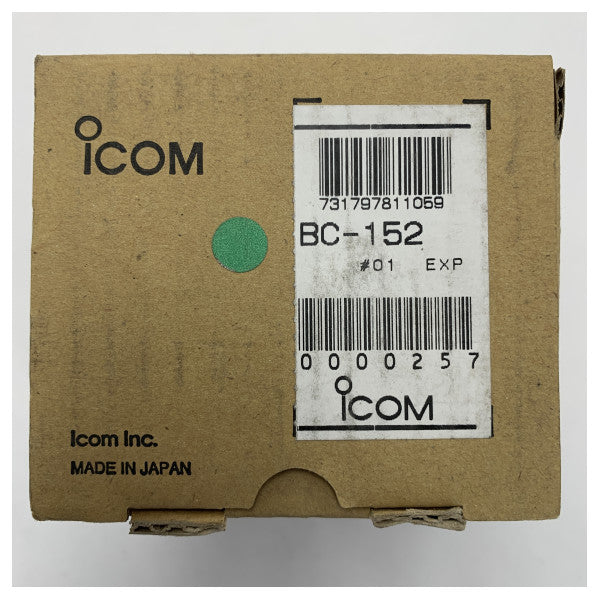 ICOM
731797811059
BC-152
#01 EXP
0000257
ICOM
Icom Inc.
MADE IN JAPAN